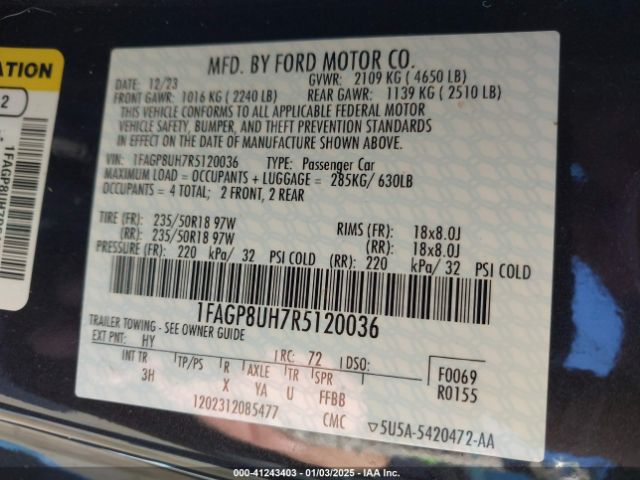 ATION
2
1FAGP8UH7R51
MFD. BY FORD MOTOR CO.
DATE: 12/23 GVWR: 2109 KG ( 4650 LB)
FRONT GAWR: 1016 KG ( 2240 LB) REAR GAWR: 1139 KG ( 2510 LB)
THIS VEHICLE CONFORMS TO ALL APPLICABLE FEDERAL MOTOR
VEHICLE SAFETY, BUMPER, AND THEFT PREVENTION STANDARDS
IN EFFECT ON THE DATE OF MANUFACTURE SHOWN ABOVE.
VIN: 1FAGP8UH7R5120036 TYPE: Passenger Car
MAXIMUM LOAD = OCCUPANTS + LUGGAGE = 285KG/ 630LB
OCCUPANTS = 4 TOTAL; 2 FRONT, 2 REAR
TIRE (FR): 235/50R18 97W RIMS (FR): 18x8.0J
(RR): 235/50R18 97W (RR): 18x8.0J
PRESSURE (FR): 220 kPa/ 32 PSI COLD (RR): 220 kPa/ 32 PSI COLD
1FAGP8UH7R5120036
TRAILER TOWING - SEE OWNER GUIDE
EXT PNT: HY RC: 72 DSO:
INT TR TP/PS R AXLE TR SPR F0069
3H X YA U FFBB R0155
1202312085477 CMC ▽5U5A-5420472-AA
000-41243403 - 01/03/2025 - IAA Inc.